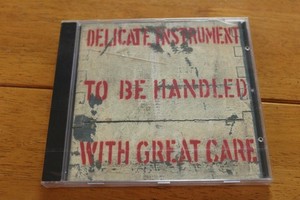 DELICATE INSTRUMENT
TO BE HANDLED
WITH GREAT CARE